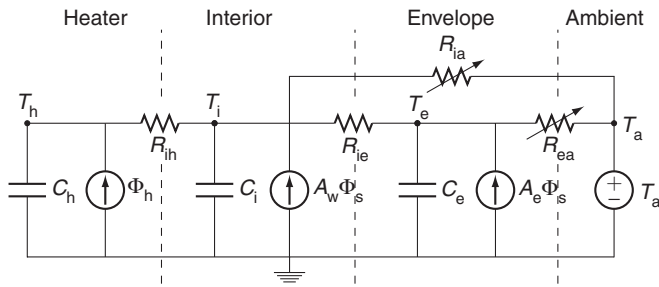 Heater Interior Envelope Ambient
R_ia
T_h T_i T_e
R_ih R_ie R_ea T_a
C_h Φ_h C_i A_wΦ_s C_e A_eΦ_s + − T_a